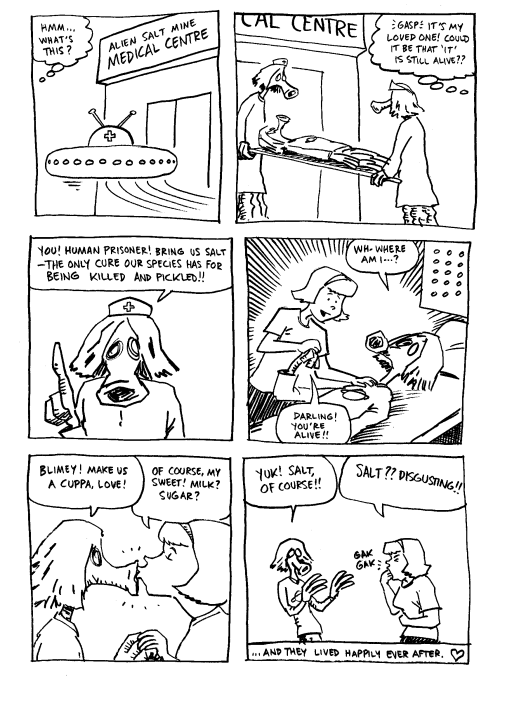 HMM...
WHAT'S
THIS?
ALIEN SALT MINE
MEDICAL CENTRE
CAL CENTRE
:GASP: IT'S MY
LOVED ONE! COULD
IT BE THAT 'IT'
IS STILL ALIVE??
YOU! HUMAN PRISONER! BRING US SALT
—THE ONLY CURE OUR SPECIES HAS FOR
BEING KILLED AND PICKLED!!
WH-WHERE
AM I...?
DARLING!
YOU'RE
ALIVE!!
BLIMEY! MAKE US
A CUPPA, LOVE!
OF COURSE, MY
SWEET! MILK?
SUGAR?
YUK! SALT,
OF COURSE!!
SALT?? DISGUSTING!!
GAK
GAK
...AND THEY LIVED HAPPILY EVER AFTER. ♡